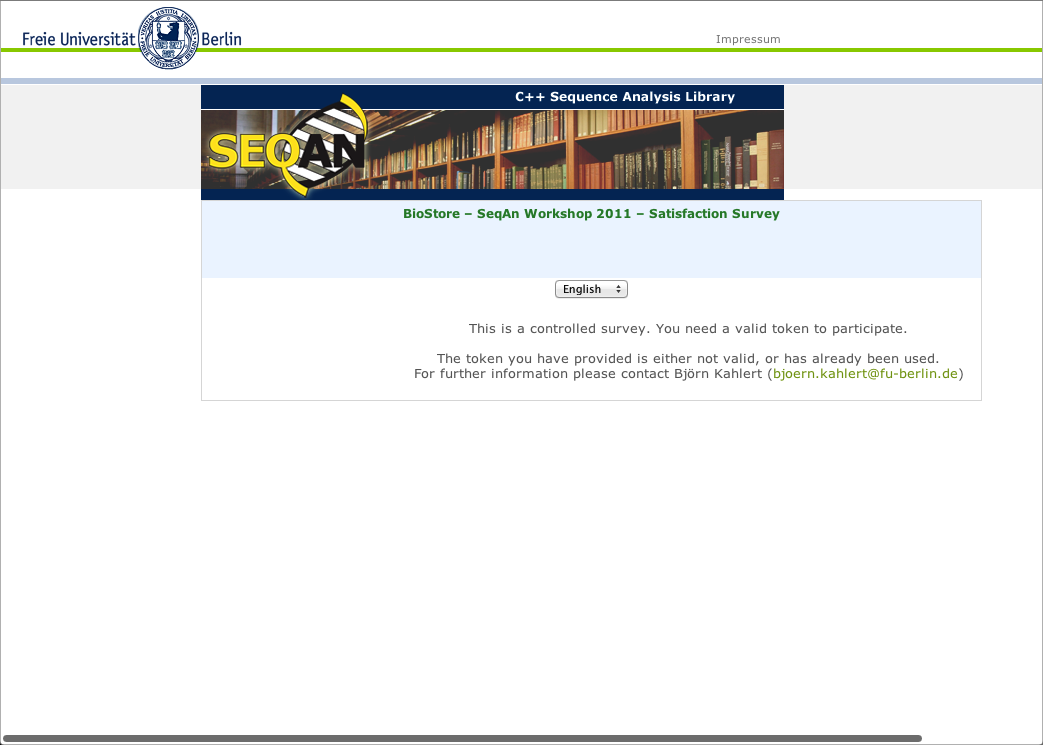 Freie Universität Berlin
Impressum
C++ Sequence Analysis Library
SEQAN
BioStore – SeqAn Workshop 2011 – Satisfaction Survey
English
This is a controlled survey. You need a valid token to participate.
The token you have provided is either not valid, or has already been used.
For further information please contact Björn Kahlert (bjoern.kahlert@fu-berlin.de)